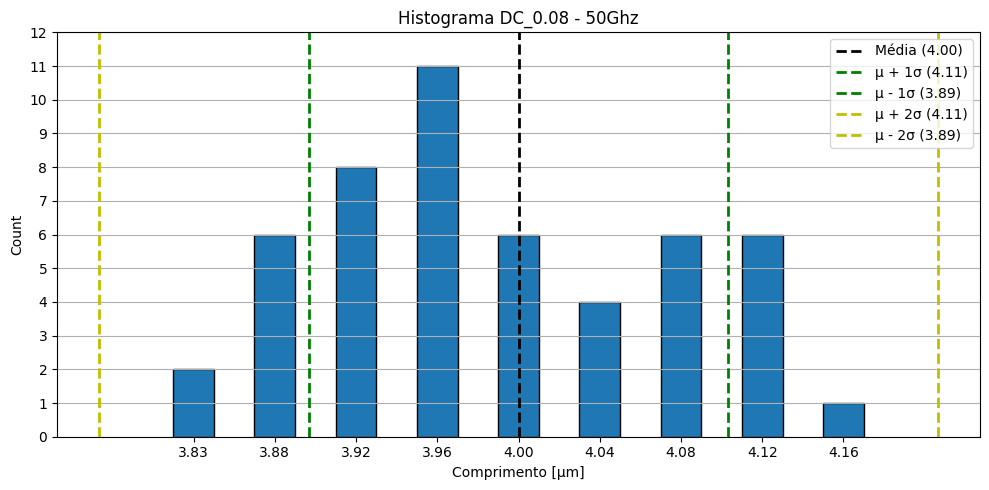 Histograma DC_0.08 - 50Ghz
12
11
10
9
8
7
6
5
4
3
2
1
0
Count
Média (4.00)
μ + 1σ (4.11)
μ - 1σ (3.89)
μ + 2σ (4.11)
μ - 2σ (3.89)
3.83 3.88 3.92 3.96 4.00 4.04 4.08 4.12 4.16
Comprimento [μm]